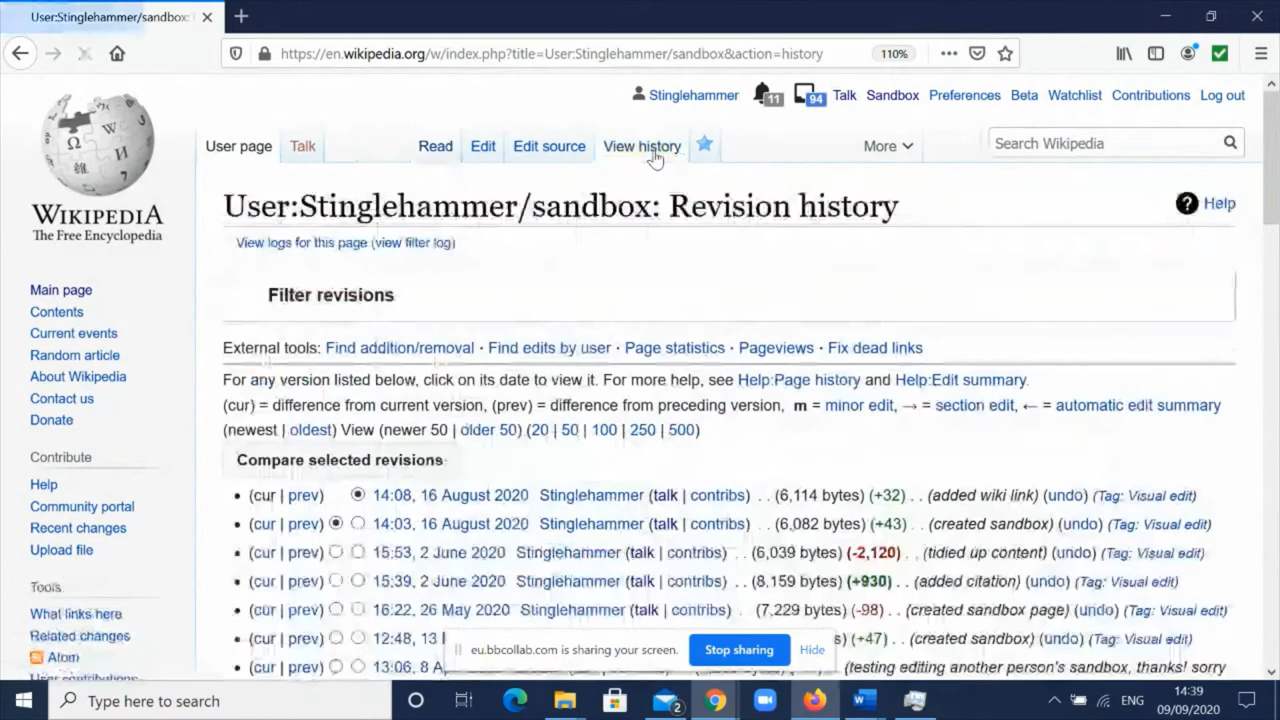 User:Stinglehammer/sandbox:
https://en.wikipedia.org/w/index.php?title=User:Stinglehammer/sandbox&action=history
110%
Stinglehammer 11 94 Talk Sandbox Preferences Beta Watchlist Contributions Log out
User page Talk Read Edit Edit source View history More Search Wikipedia
WIKIPEDIA
The Free Encyclopedia
User:Stinglehammer/sandbox: Revision history
Help
View logs for this page (view filter log)
Main page
Contents
Current events
Random article
About Wikipedia
Contact us
Donate
Contribute
Help
Community portal
Recent changes
Upload file
Tools
What links here
Related changes
Atom
User contributions
Filter revisions
External tools: Find addition/removal · Find edits by user · Page statistics · Pageviews · Fix dead links
For any version listed below, click on its date to view it. For more help, see Help:Page history and Help:Edit summary.
(cur) = difference from current version, (prev) = difference from preceding version, m = minor edit, → = section edit, ← = automatic edit summary
(newest | oldest) View (newer 50 | older 50) (20 | 50 | 100 | 250 | 500)
Compare selected revisions
• (cur | prev) 14:08, 16 August 2020 Stinglehammer (talk | contribs) . . (6,114 bytes) (+32) . . (added wiki link) (undo) (Tag: Visual edit)
• (cur | prev) 14:03, 16 August 2020 Stinglehammer (talk | contribs) . . (6,082 bytes) (+43) . . (created sandbox) (undo) (Tag: Visual edit)
• (cur | prev) 15:53, 2 June 2020 Stinglehammer (talk | contribs) . . (6,039 bytes) (-2,120) . . (tidied up content) (undo) (Tag: Visual edit)
• (cur | prev) 15:39, 2 June 2020 Stinglehammer (talk | contribs) . . (8,159 bytes) (+930) . . (added citation) (undo) (Tag: Visual edit)
• (cur | prev) 16:22, 26 May 2020 Stinglehammer (talk | contribs) . . (7,229 bytes) (-98) . . (created sandbox page) (undo) (Tag: Visual edit)
• (cur | prev) 12:48, 13 s) (+47) . . (created sandbox) (undo) (Tag: Visual edit)
• (cur | prev) 13:06, 8 A (testing editing another person's sandbox, thanks! sorry
eu.bbcollab.com is sharing your screen. Stop sharing Hide
Type here to search
2
ENG
14:39
09/09/2020